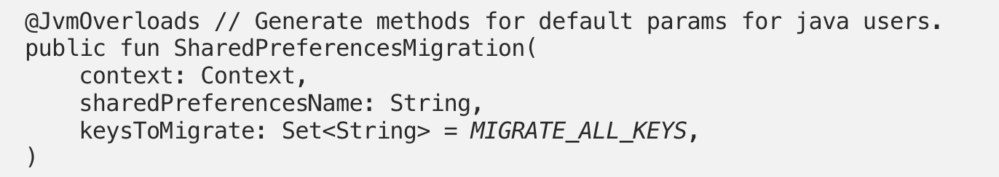 @JvmOverloads // Generate methods for default params for java users.
public fun SharedPreferencesMigration(
    context: Context,
    sharedPreferencesName: String,
    keysToMigrate: Set<String> = MIGRATE_ALL_KEYS,
)